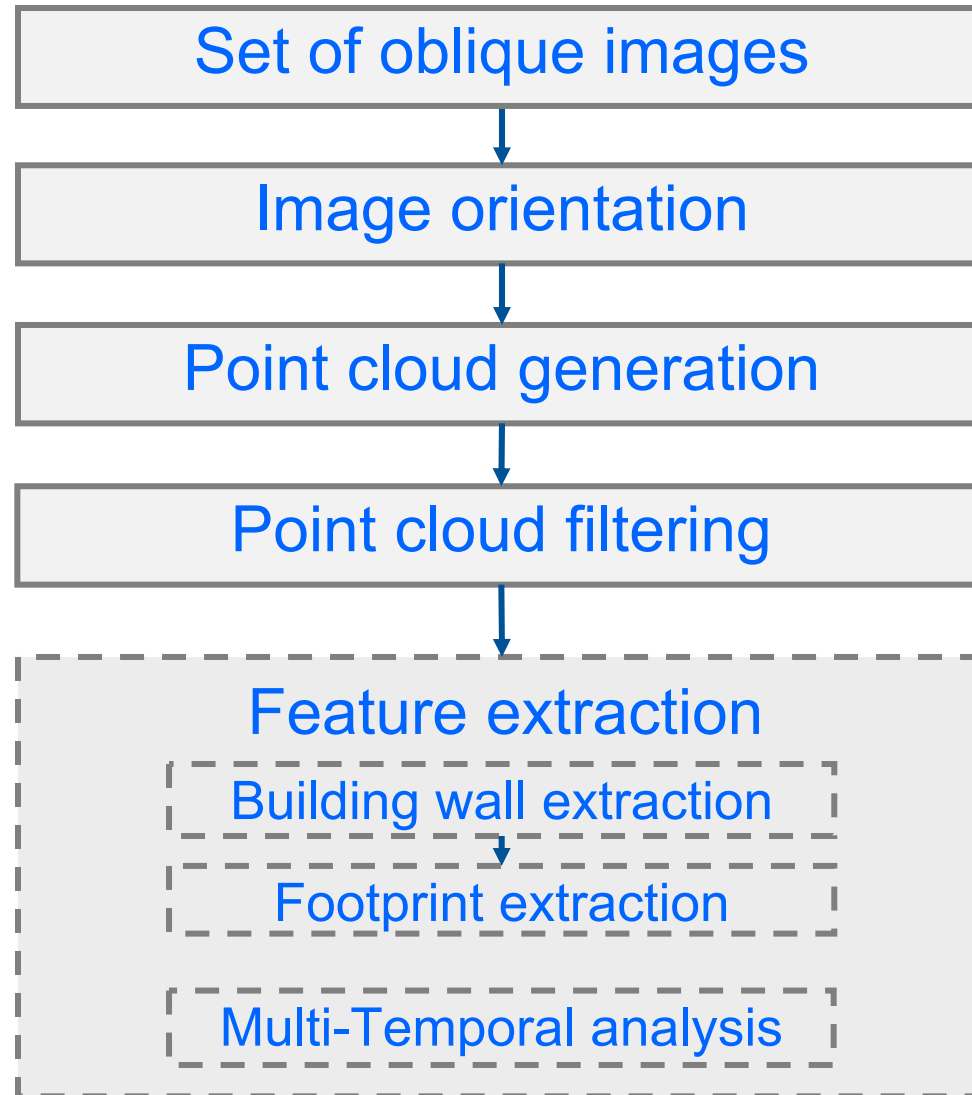 Set of oblique images
Image orientation
Point cloud generation
Point cloud filtering
Feature extraction
Building wall extraction
Footprint extraction
Multi-Temporal analysis